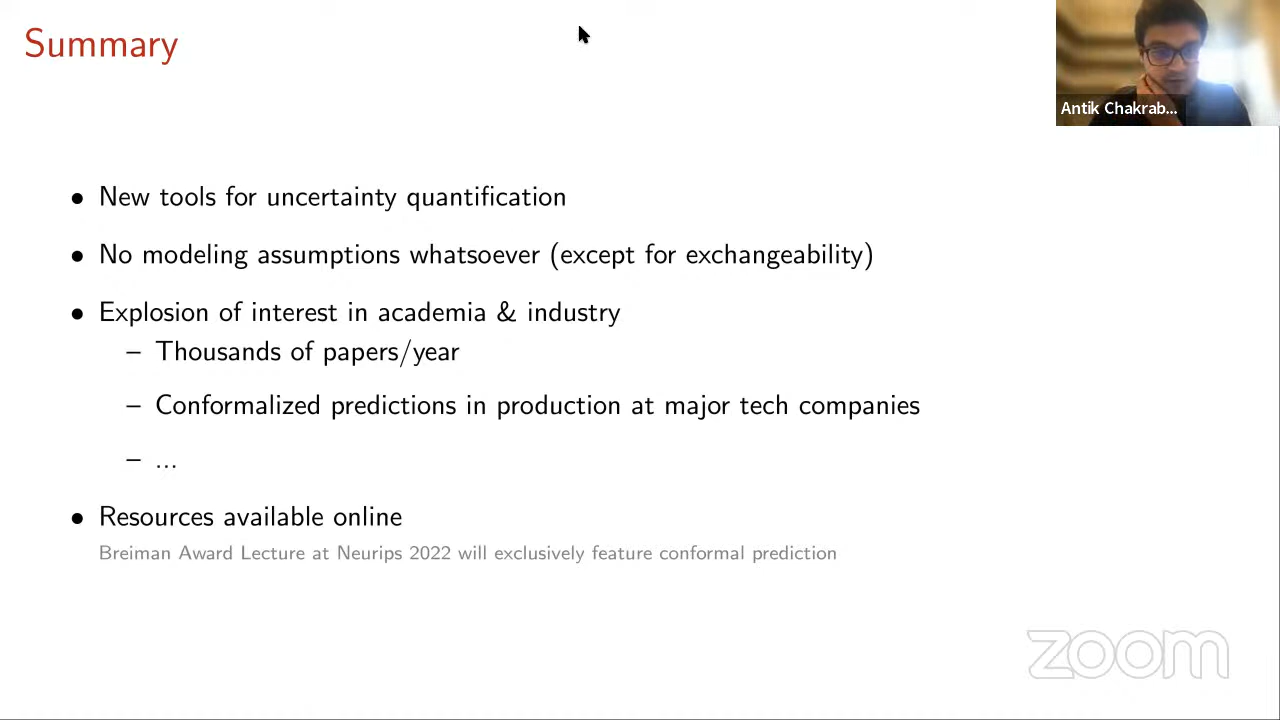 Summary
Antik Chakrab...
• New tools for uncertainty quantification
• No modeling assumptions whatsoever (except for exchangeability)
• Explosion of interest in academia & industry
– Thousands of papers/year
– Conformalized predictions in production at major tech companies
– ...
• Resources available online
Breiman Award Lecture at Neurips 2022 will exclusively feature conformal prediction
zoom